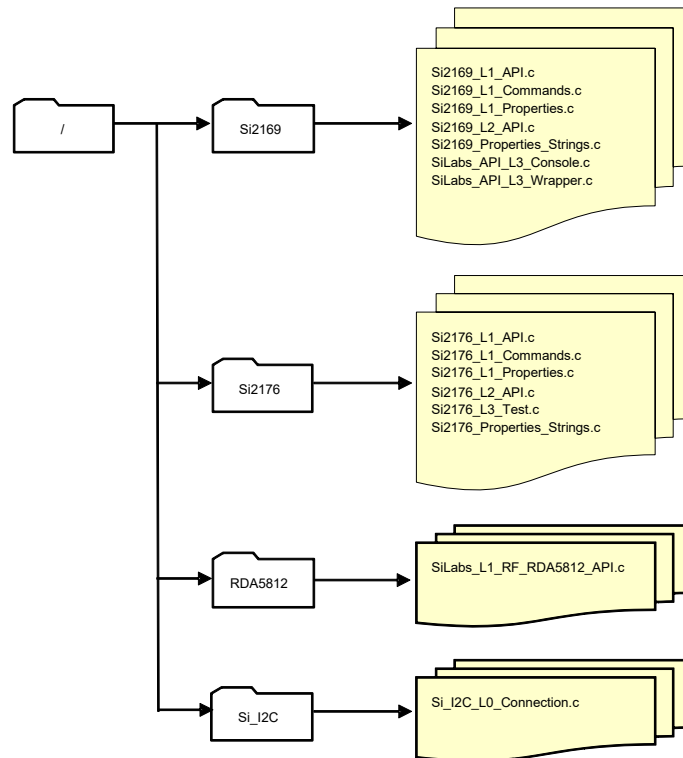 /
Si2169
Si2169_L1_API.c
Si2169_L1_Commands.c
Si2169_L1_Properties.c
Si2169_L2_API.c
Si2169_Properties_Strings.c
SiLabs_API_L3_Console.c
SiLabs_API_L3_Wrapper.c
Si2176
Si2176_L1_API.c
Si2176_L1_Commands.c
Si2176_L1_Properties.c
Si2176_L2_API.c
Si2176_L3_Test.c
Si2176_Properties_Strings.c
RDA5812
SiLabs_L1_RF_RDA5812_API.c
Si_I2C
Si_I2C_L0_Connection.c